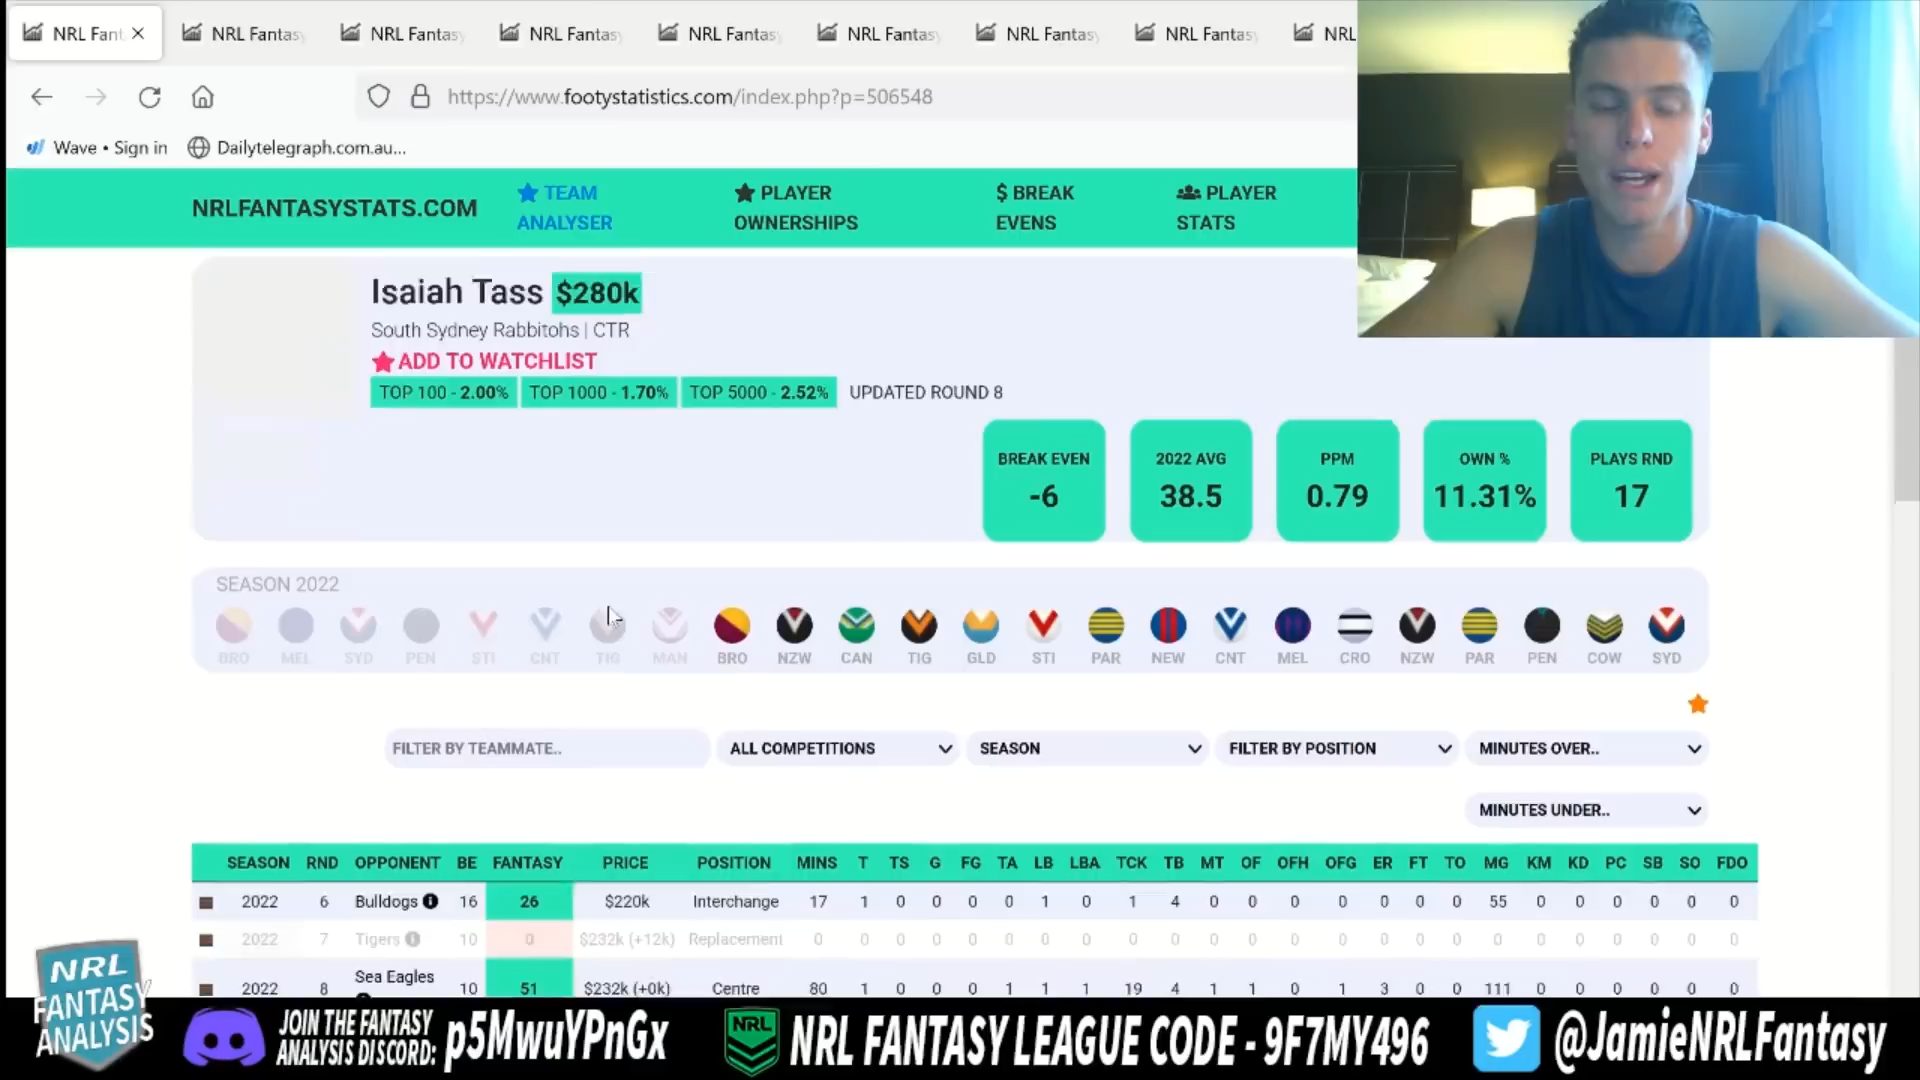 NRL Fant
NRL Fantas
NRL Fantasy
NRL Fantasy
NRL Fantas
NRL Fantasy
NRL Fantasy
NRL Fantas
NRL
https://www.footystatistics.com/index.php?p=506548
Wave • Sign in
Dailytelegraph.com.au...
NRLFANTASYSTATS.COM
TEAM ANALYSER
PLAYER OWNERSHIPS
$ BREAK EVENS
PLAYER STATS
Isaiah Tass $280k
South Sydney Rabbitohs | CTR
ADD TO WATCHLIST
TOP 100 - 2.00% TOP 1000 - 1.70% TOP 5000 - 2.52% UPDATED ROUND 8
BREAK EVEN 2022 AVG PPM OWN % PLAYS RND
-6 38.5 0.79 11.31% 17
SEASON 2022
BRO MEL SYD PEN STI CNT TIG MAN BRO NZW CAN TIG GLD STI PAR NEW CNT MEL CRO NZW PAR PEN COW SYD
FILTER BY TEAMMATE.. ALL COMPETITIONS SEASON FILTER BY POSITION MINUTES OVER..
MINUTES UNDER..
SEASON RND OPPONENT BE FANTASY PRICE POSITION MINS T TS G FG TA LB LBA TCK TB MT OF OFH OFG ER FT TO MG KM KD PC SB SO FDO
2022 6 Bulldogs 16 26 $220k Interchange 17 1 0 0 0 0 1 0 1 4 0 0 0 0 0 0 0 55 0 0 0 0 0 0
2022 7 Tigers 10 0 $232k (+12k) Replacement 0 0 0 0 0 0 0 0 0 0 0 0 0 0 0 0 0 0 0 0 0 0 0 0
2022 8 Sea Eagles 10 51 $232k (+0k) Centre 80 1 0 0 0 1 1 1 19 4 1 1 0 1 3 0 0 111 0 0 0 0 0 0
NRL
FANTASY
ANALYSIS
JOIN THE FANTASY
ANALYSIS DISCORD: p5MwuYPnGx
NRL
NRL FANTASY LEAGUE CODE - 9F7MY496
@JamieNRLFantasy